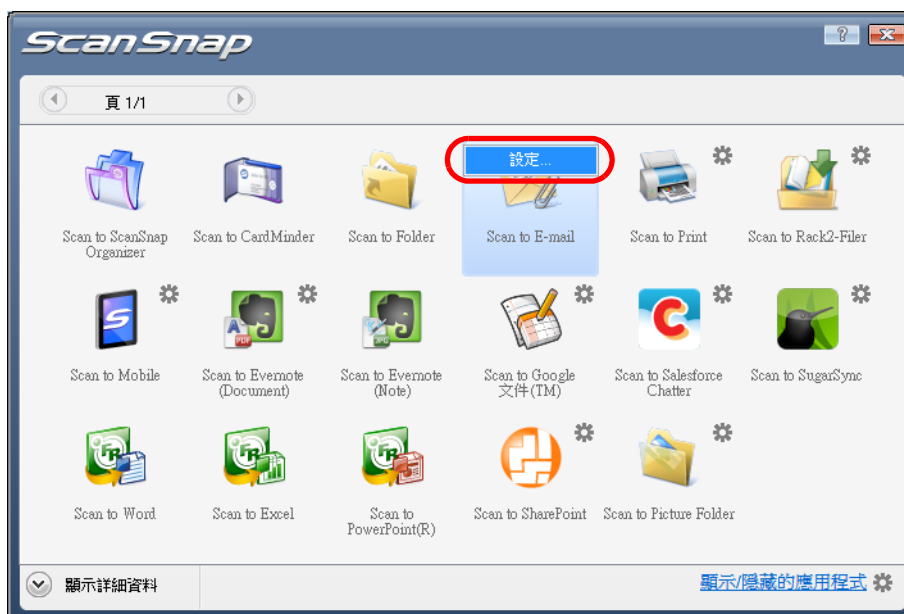 ScanSnap
頁 1/1
設定...
Scan to ScanSnap
Organizer
Scan to CardMinder
Scan to Folder
Scan to E-mail
Scan to Print
Scan to Rack2-Filer
Scan to Mobile
Scan to Evernote
(Document)
Scan to Evernote
(Note)
Scan to Google
文件(TM)
Scan to Salesforce
Chatter
Scan to SugarSync
Scan to Word
Scan to Excel
Scan to
PowerPoint(R)
Scan to SharePoint
Scan to Picture Folder
顯示詳細資料
顯示/隱藏的應用程式